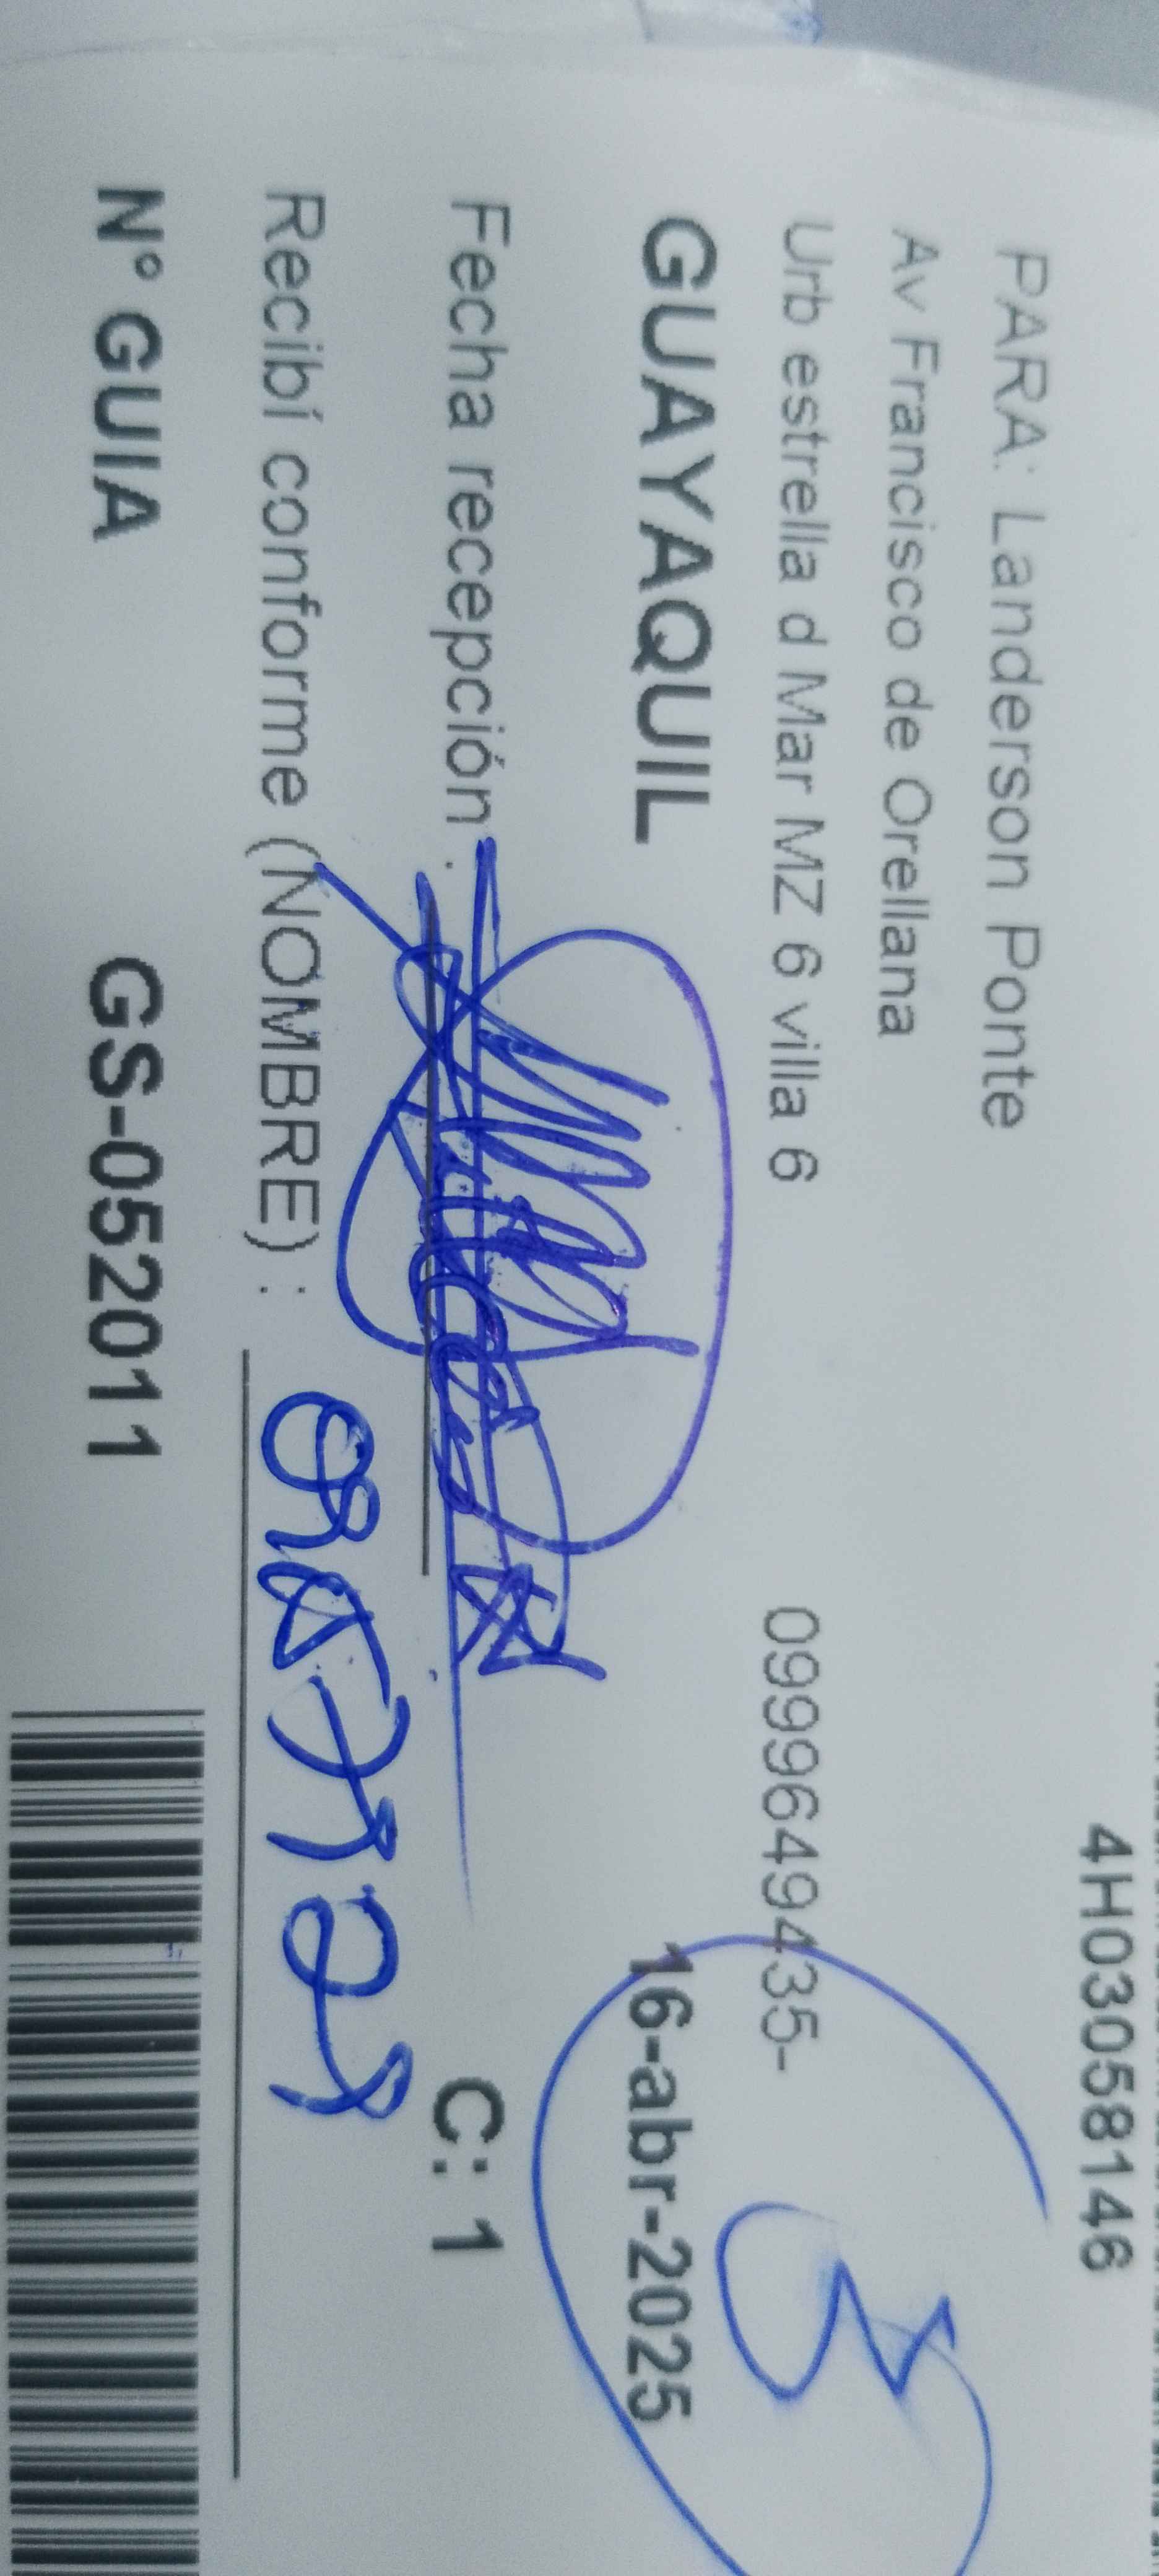 4H03058146
PARA: Landerson Ponte
Av Francisco de Orellana
Urb estrella d Mar MZ 6 villa 6 0999649435-
GUAYAQUIL 16-abr-2025
Fecha recepción : C: 1
Recibí conforme (NOMBRE) :
N° GUIA GS-052011